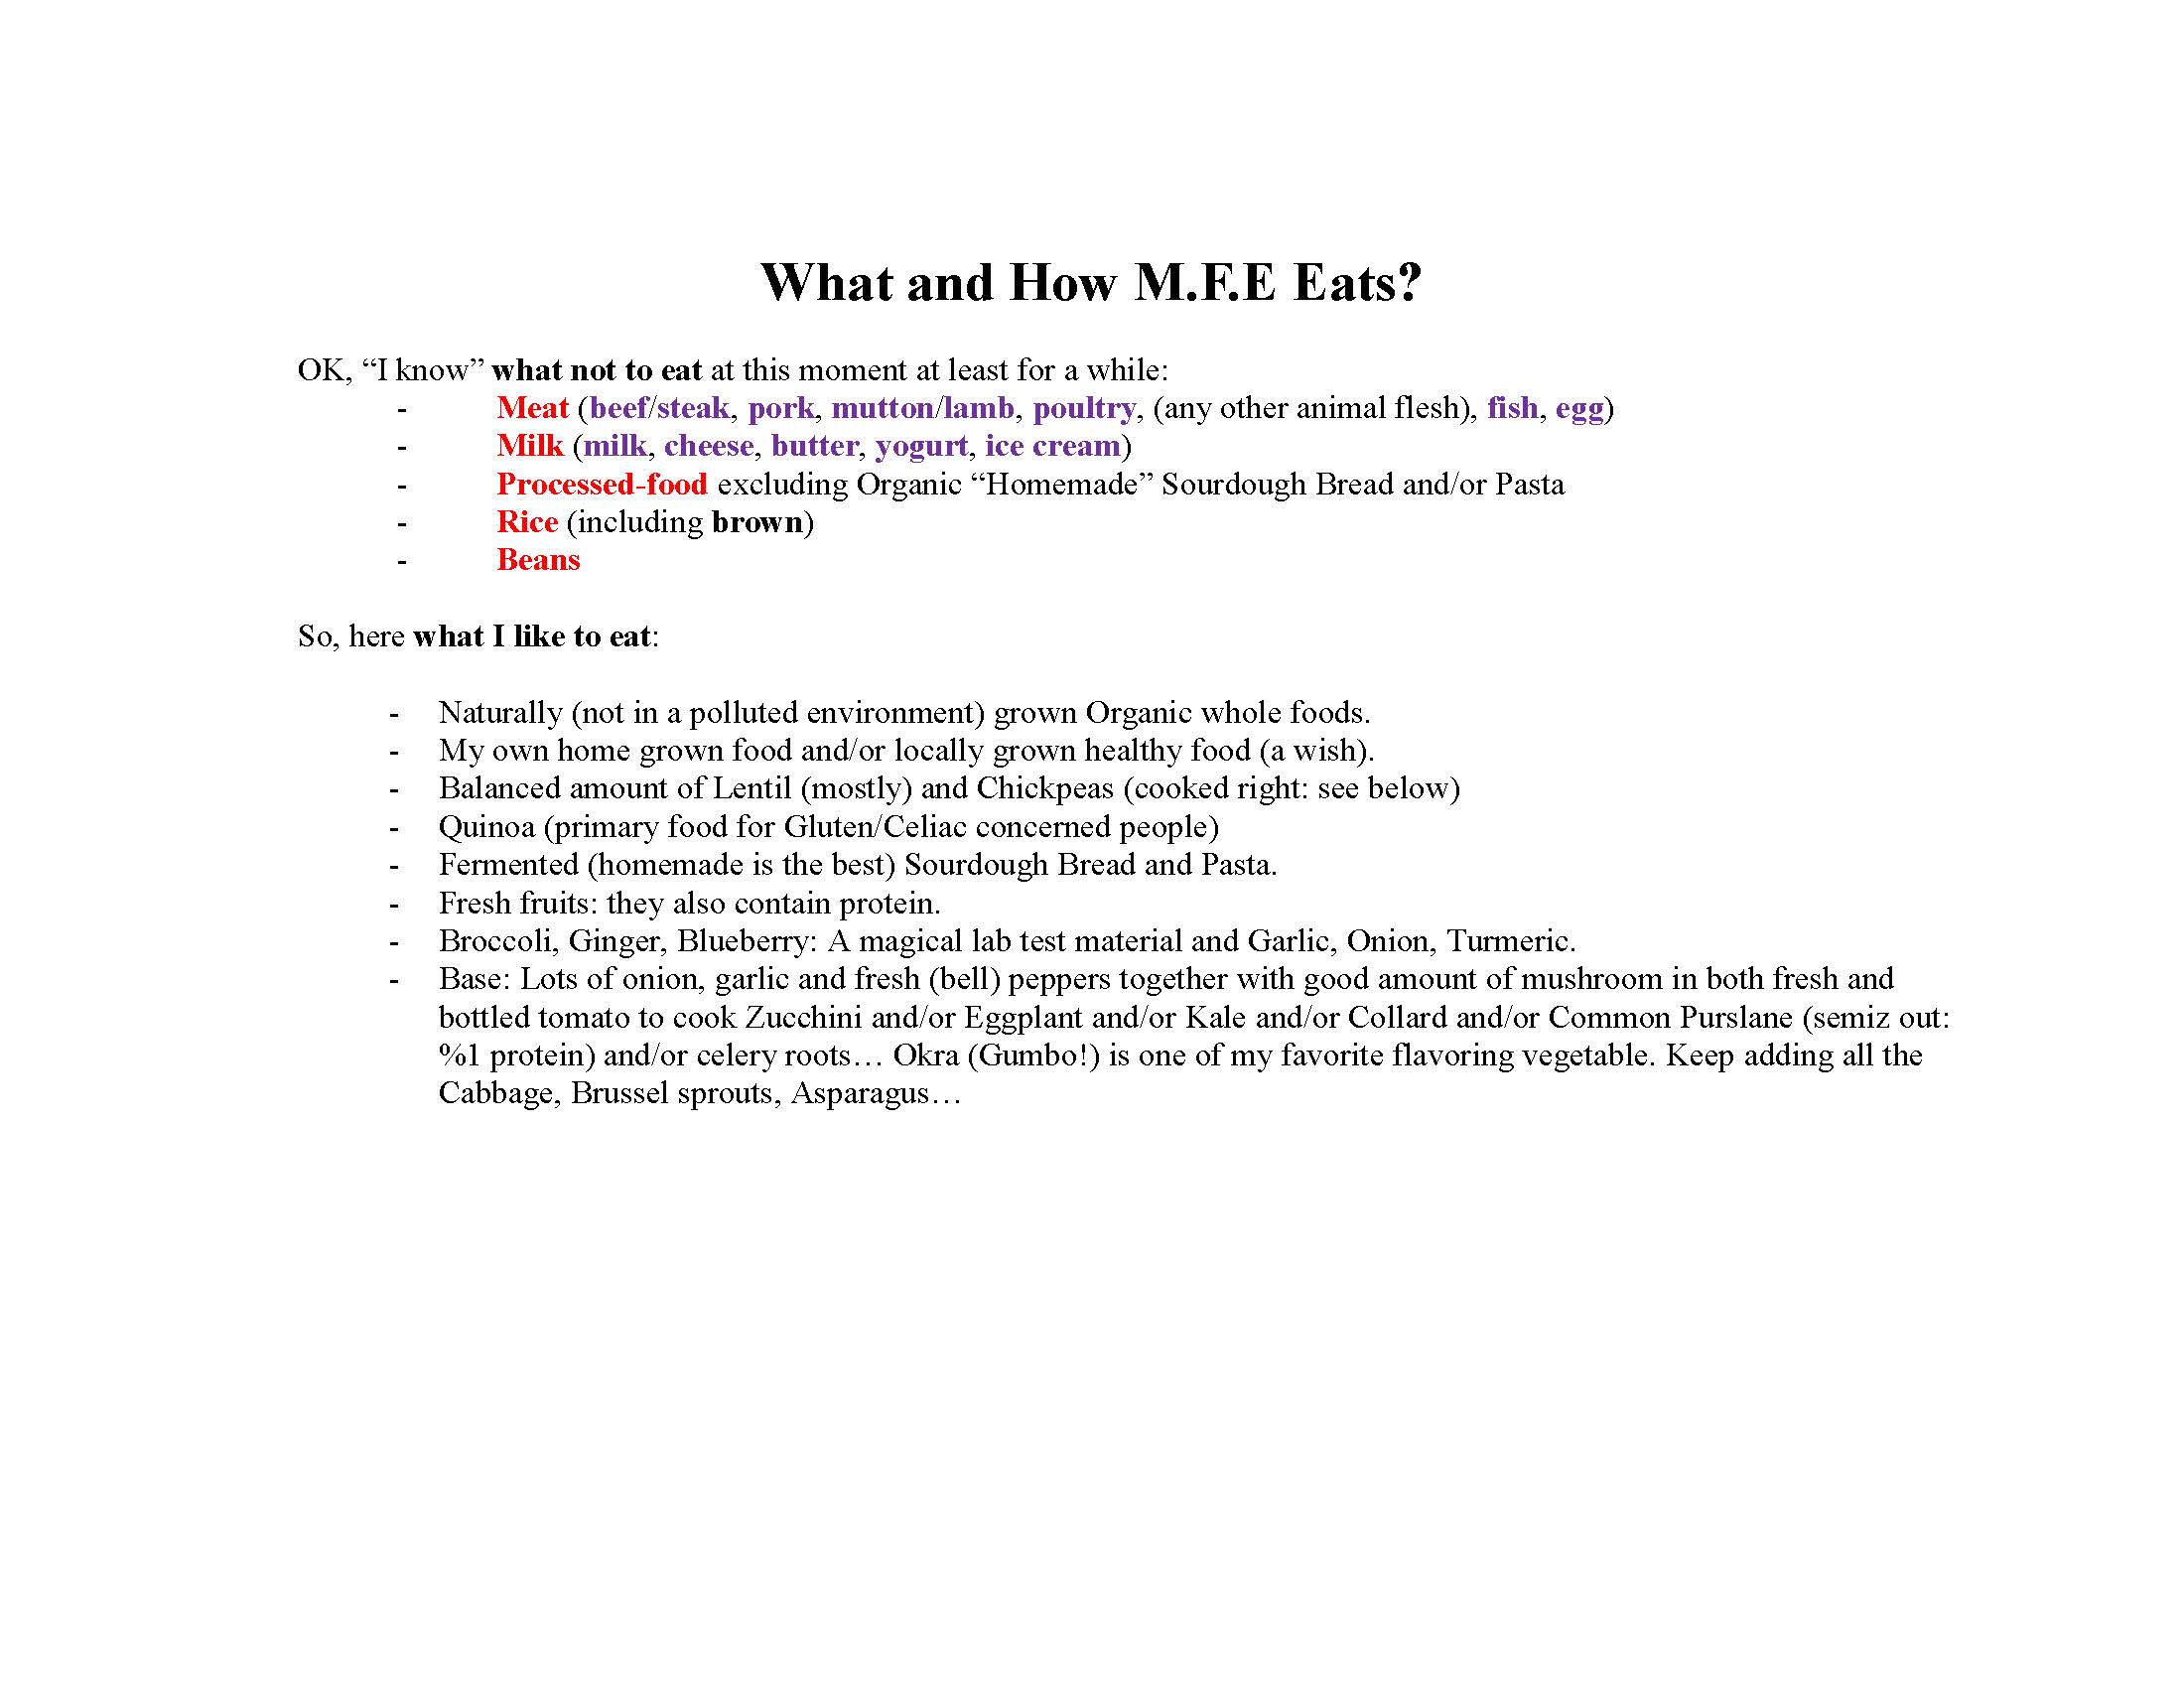 What and How M.F.E Eats?
OK, “I know” what not to eat at this moment at least for a while:
- Meat (beef/steak, pork, mutton/lamb, poultry, (any other animal flesh), fish, egg)
- Milk (milk, cheese, butter, yogurt, ice cream)
- Processed-food excluding Organic “Homemade” Sourdough Bread and/or Pasta
- Rice (including brown)
- Beans
So, here what I like to eat:
- Naturally (not in a polluted environment) grown Organic whole foods.
- My own home grown food and/or locally grown healthy food (a wish).
- Balanced amount of Lentil (mostly) and Chickpeas (cooked right: see below)
- Quinoa (primary food for Gluten/Celiac concerned people)
- Fermented (homemade is the best) Sourdough Bread and Pasta.
- Fresh fruits: they also contain protein.
- Broccoli, Ginger, Blueberry: A magical lab test material and Garlic, Onion, Turmeric.
- Base: Lots of onion, garlic and fresh (bell) peppers together with good amount of mushroom in both fresh and
bottled tomato to cook Zucchini and/or Eggplant and/or Kale and/or Collard and/or Common Purslane (semiz out:
%1 protein) and/or celery roots… Okra (Gumbo!) is one of my favorite flavoring vegetable. Keep adding all the
Cabbage, Brussel sprouts, Asparagus…